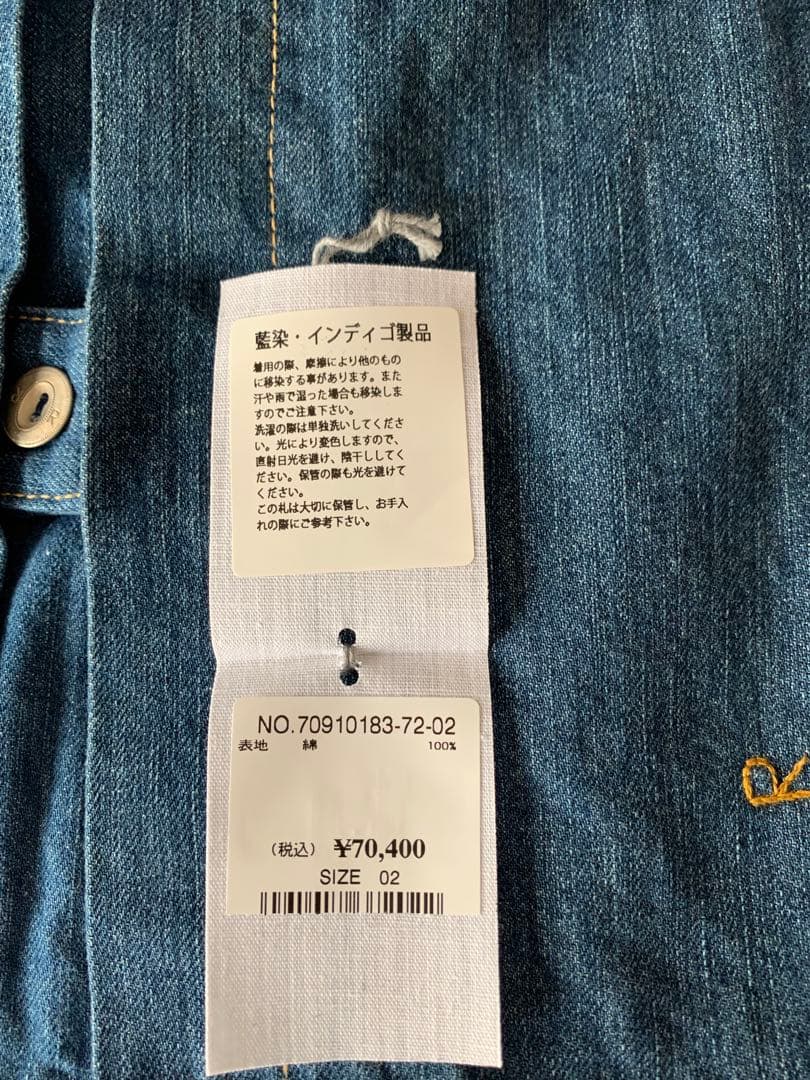 藍染・インディゴ製品
着用の際、摩擦により他のもの
に移染する事があります。また
汗や雨で湿った場合も移染しま
すのでご注意下さい。
洗濯の際は単独洗いしてくださ
い。光により変色しますので、
直射日光を避け、陰干ししてく
ださい。保管の際も光を避けて
ください。
この札は大切に保管し、お手入
れの際にご参考下さい。
NO.70910183-72-02
表地 綿 100%
(税込) ¥70,400
SIZE 02
R
R